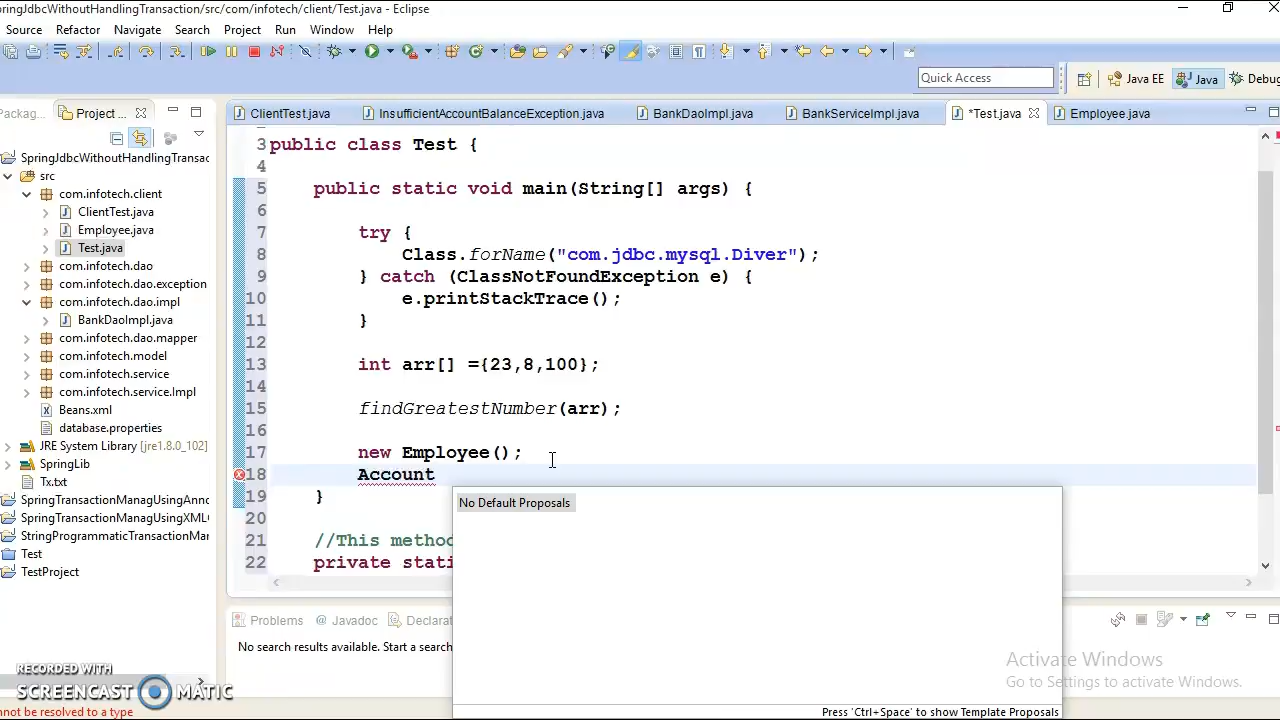 pringJdbcWithoutHandlingTransaction/src/com/infotech/client/Test.java - Eclipse
Source Refactor Navigate Search Project Run Window Help
Quick Access
Java EE Java Debug
Packag... Project ...
ClientTest.java InsufficientAccountBalanceException.java BankDaoImpl.java BankServiceImpl.java *Test.java Employee.java
SpringJdbcWithoutHandlingTransac
src
com.infotech.client
ClientTest.java
Employee.java
Test.java
com.infotech.dao
com.infotech.dao.exception
com.infotech.dao.impl
BankDaoImpl.java
com.infotech.dao.mapper
com.infotech.model
com.infotech.service
com.infotech.service.Impl
Beans.xml
database.properties
JRE System Library [jre1.8.0_102]
SpringLib
Tx.txt
SpringTransactionManagUsingAnno
SpringTransactionManagUsingXML
StringProgrammaticTransactionMar
Test
TestProject
3 public class Test {
4
5 public static void main(String[] args) {
6
7 try {
8 Class.forName("com.jdbc.mysql.Diver");
9 } catch (ClassNotFoundException e) {
10 e.printStackTrace();
11 }
12
13 int arr[] ={23,8,100};
14
15 findGreatestNumber(arr);
16
17 new Employee();
18 Account
19 }
20
21 //This method
22 private stati
No Default Proposals
Press 'Ctrl+Space' to show Template Proposals
Problems @ Javadoc Declarat
No search results available. Start a search
Activate Windows
Go to Settings to activate Windows.
RECORDED WITH
SCREENCAST MATIC
nnot be resolved to a type